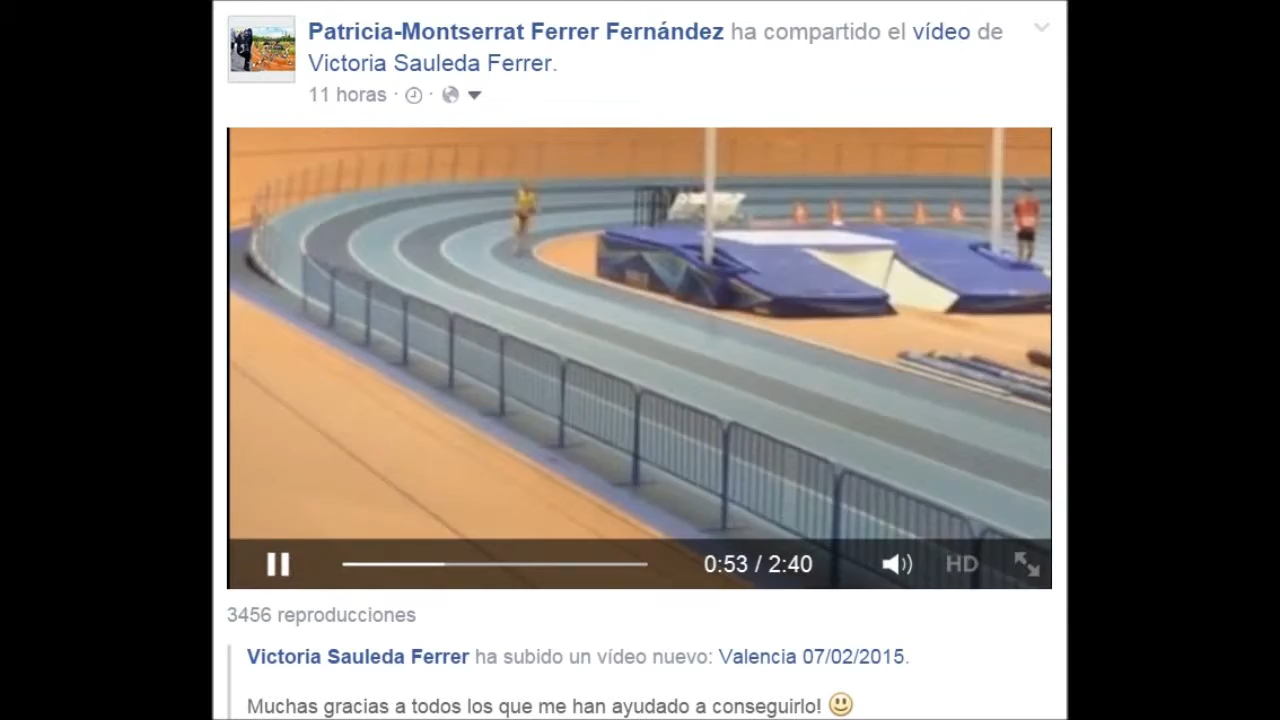 Patricia-Montserrat Ferrer Fernández ha compartido el vídeo de
Victoria Sauleda Ferrer.
11 horas ·  ·
0:53 / 2:40 HD
3456 reproducciones
Victoria Sauleda Ferrer ha subido un vídeo nuevo: Valencia 07/02/2015.
Muchas gracias a todos los que me han ayudado a conseguirlo!